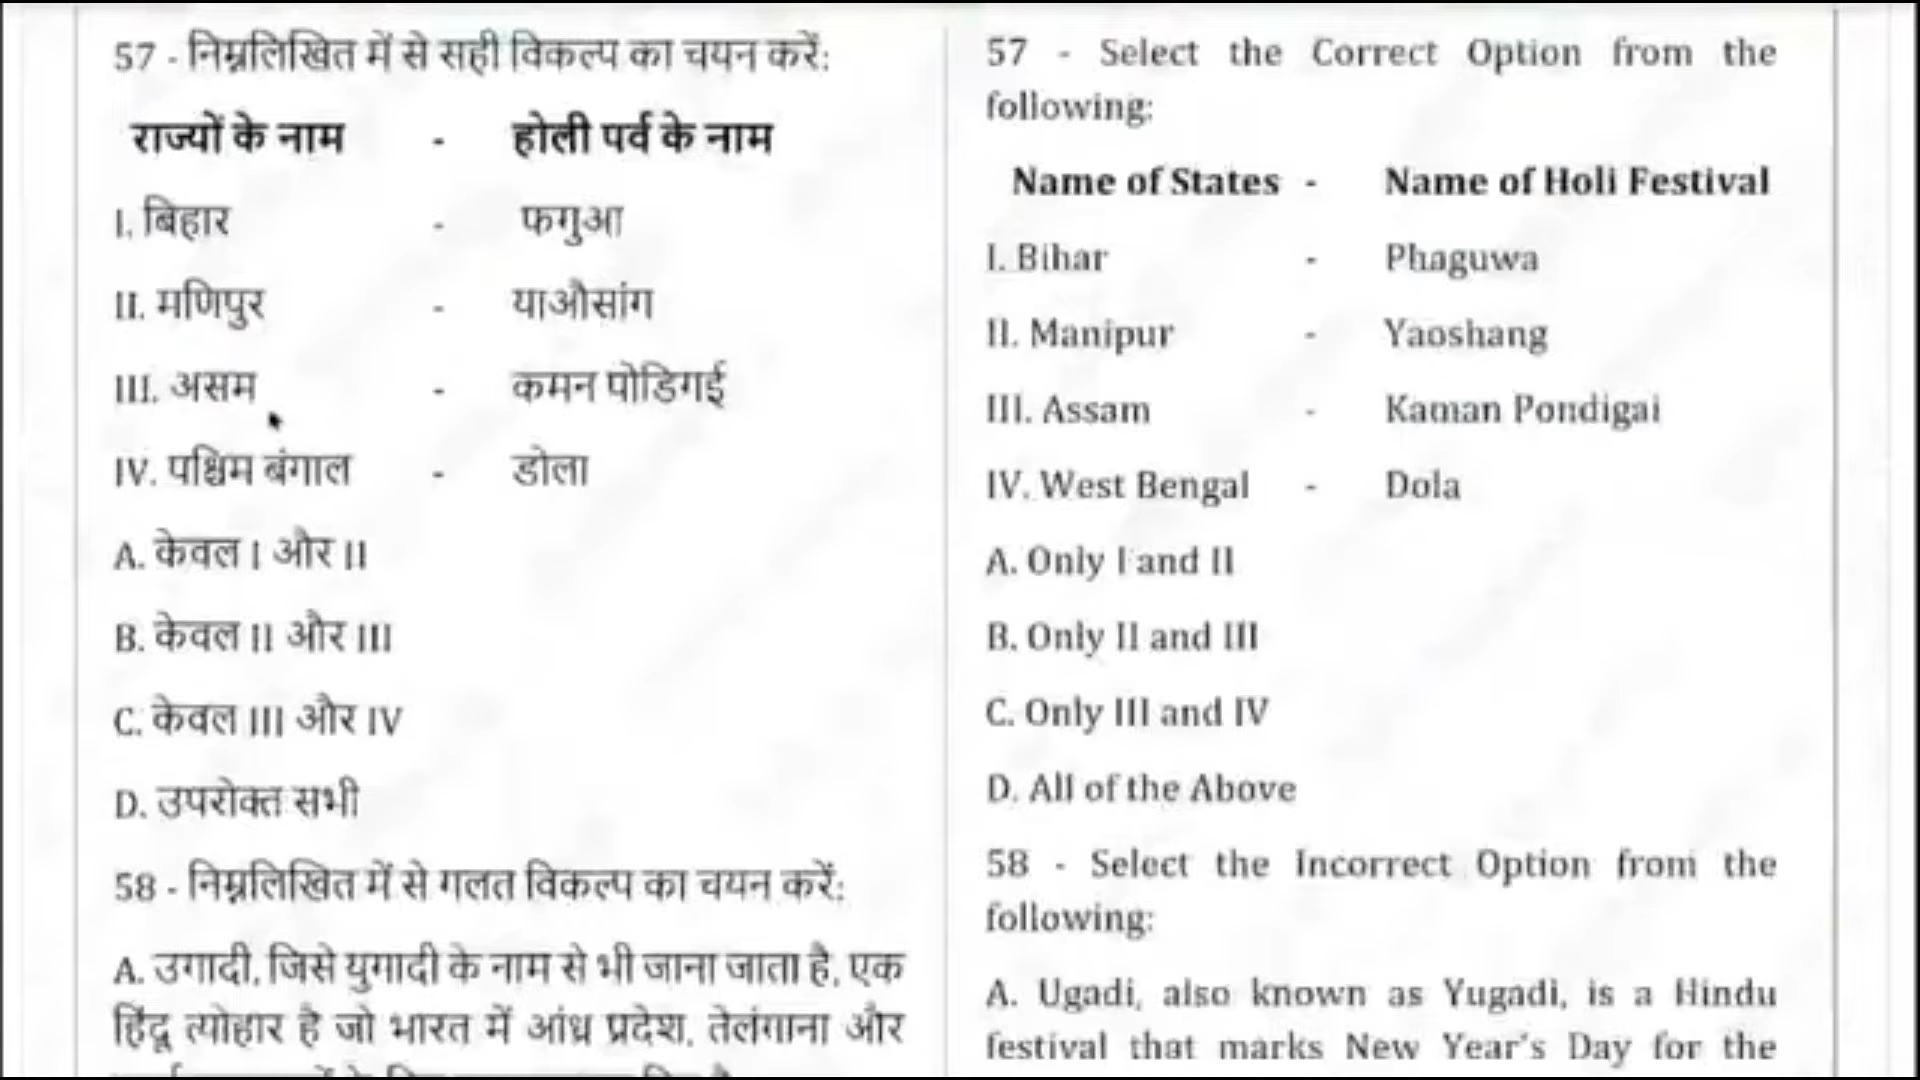 57 - निम्नलिखित में से सही विकल्प का चयन करें:
राज्यों के नाम - होली पर्व के नाम
I. बिहार - फगुआ
II. मणिपुर - याओसांग
III. असम - कमन पोडिगई
IV. पश्चिम बंगाल - डोला
A. केवल I और II
B. केवल II और III
C. केवल III और IV
D. उपरोक्त सभी
58 - निम्नलिखित में से गलत विकल्प का चयन करें:
A. उगादी, जिसे युगादी के नाम से भी जाना जाता है, एक
हिंदू त्योहार है जो भारत में आंध्र प्रदेश, तेलंगाना और
57 - Select the Correct Option from the
following:
Name of States - Name of Holi Festival
I. Bihar - Phaguwa
II. Manipur - Yaoshang
III. Assam - Kaman Pondigai
IV. West Bengal - Dola
A. Only I and II
B. Only II and III
C. Only III and IV
D. All of the Above
58 - Select the Incorrect Option from the
following:
A. Ugadi, also known as Yugadi, is a Hindu
festival that marks New Year's Day for the